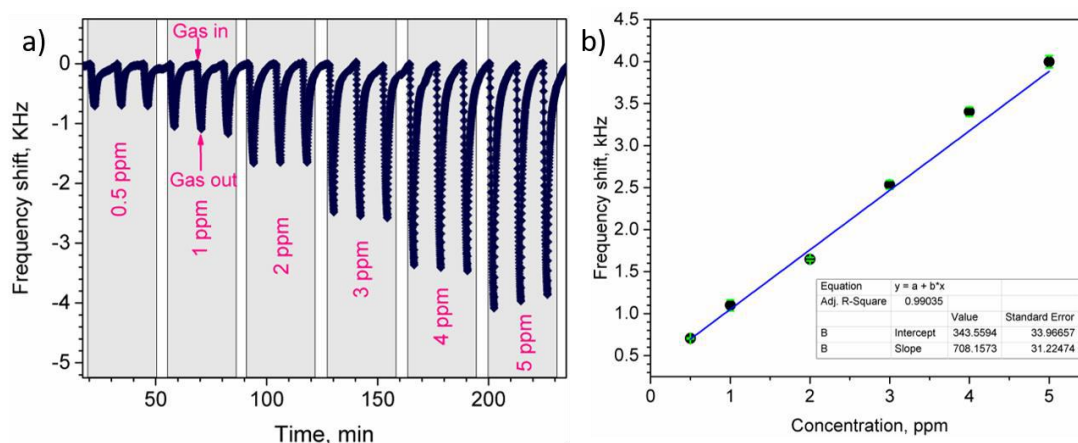 a)
Frequency shift, KHz
0
-1
-2
-3
-4
-5
Gas in
Gas out
0.5 ppm
1 ppm
2 ppm
3 ppm
4 ppm
5 ppm
50
100
150
200
Time, min
b)
Frequency shift, kHz
4.5
4.0
3.5
3.0
2.5
2.0
1.5
1.0
0.5
Equation y = a + b*x
Adj. R-Square 0.99035
Value Standard Error
B Intercept 343.5594 33.96657
B Slope 708.1573 31.22474
0 1 2 3 4 5
Concentration, ppm